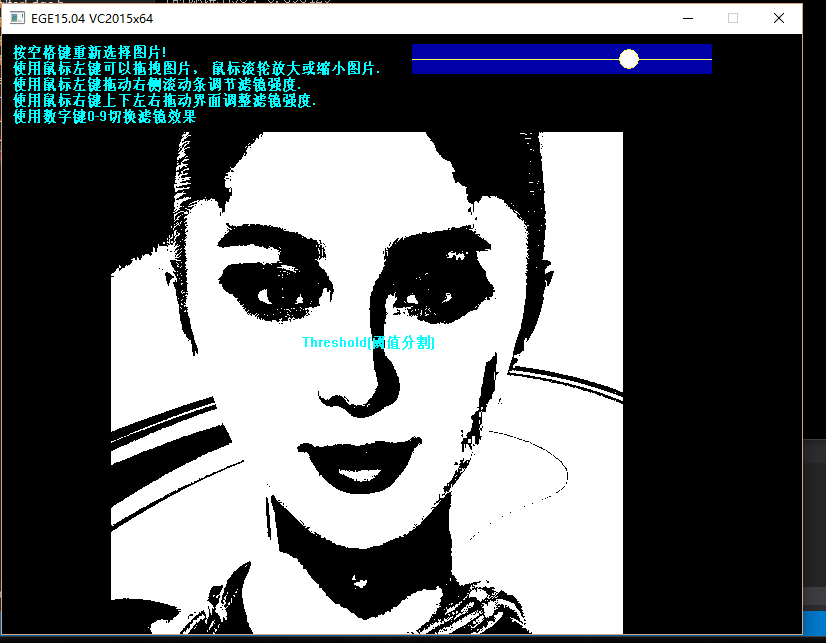 EGE15.04 VC2015x64
按空格键重新选择图片!
使用鼠标左键可以拖拽图片, 鼠标滚轮放大或缩小图片.
使用鼠标左键拖动右侧滚动条调节滤镜强度.
使用鼠标右键上下左右拖动界面调整滤镜强度.
使用数字键0-9切换滤镜效果
Threshold(阈值分割)